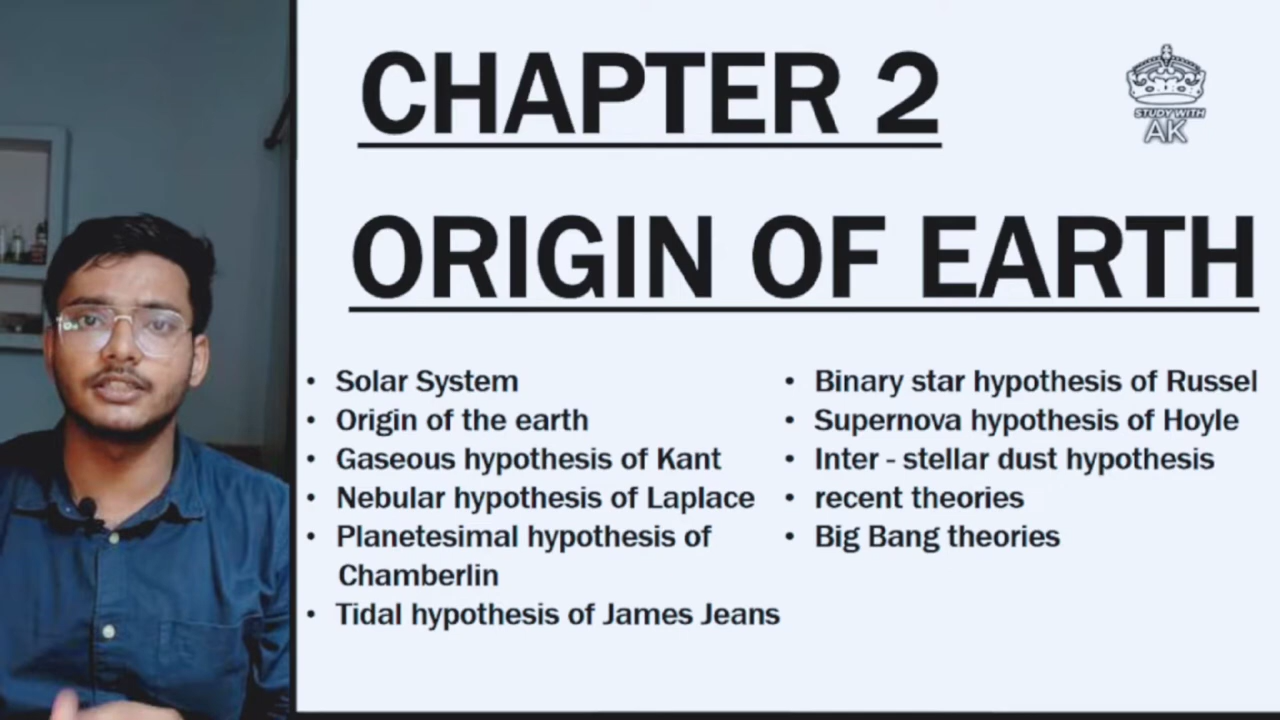 CHAPTER 2
STUDY WITH
AK
ORIGIN OF EARTH
• Solar System
• Origin of the earth
• Gaseous hypothesis of Kant
• Nebular hypothesis of Laplace
• Planetesimal hypothesis of
Chamberlin
• Tidal hypothesis of James Jeans
• Binary star hypothesis of Russel
• Supernova hypothesis of Hoyle
• Inter - stellar dust hypothesis
• recent theories
• Big Bang theories